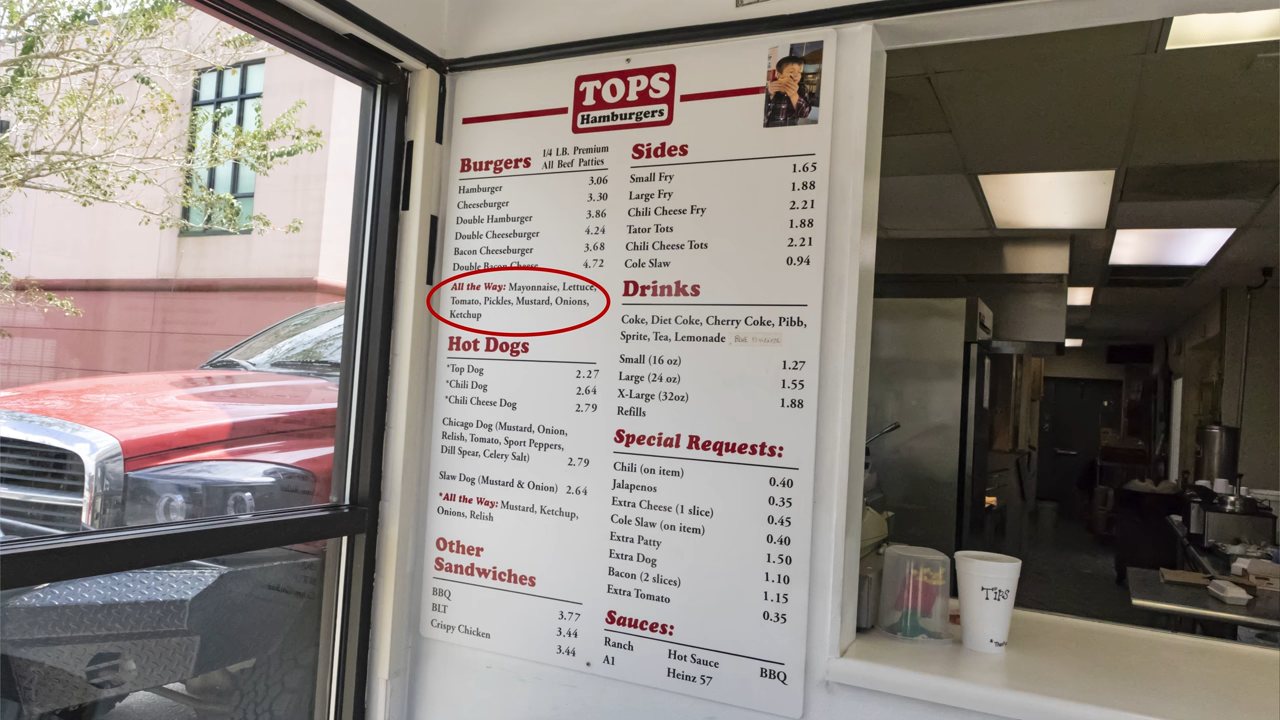 TOPS
Hamburgers
Burgers
1/4 LB. Premium
All Beef Patties
Hamburger 3.06
Cheeseburger 3.30
Double Hamburger 3.86
Double Cheeseburger 4.24
Bacon Cheeseburger 3.68
Double Bacon Cheese 4.72
All the Way: Mayonnaise, Lettuce,
Tomato, Pickles, Mustard, Onions,
Ketchup
Hot Dogs
*Top Dog 2.27
*Chili Dog 2.64
*Chili Cheese Dog 2.79
Chicago Dog (Mustard, Onion,
Relish, Tomato, Sport Peppers,
Dill Spear, Celery Salt) 2.79
Slaw Dog (Mustard & Onion) 2.64
*All the Way: Mustard, Ketchup,
Onions, Relish
Other
Sandwiches
BBQ 3.77
BLT 3.44
Crispy Chicken 3.44
Sides
Small Fry 1.65
Large Fry 1.88
Chili Cheese Fry 2.21
Tator Tots 1.88
Chili Cheese Tots 2.21
Cole Slaw 0.94
Drinks
Coke, Diet Coke, Cherry Coke, Pibb,
Sprite, Tea, Lemonade
Small (16 oz) 1.27
Large (24 oz) 1.55
X-Large (32oz) 1.88
Refills
Special Requests:
Chili (on item) 0.40
Jalapenos 0.35
Extra Cheese (1 slice) 0.45
Cole Slaw (on item) 0.40
Extra Patty 1.50
Extra Dog 1.10
Bacon (2 slices) 1.15
Extra Tomato 0.35
Sauces:
Ranch Hot Sauce BBQ
A1 Heinz 57
TIPS